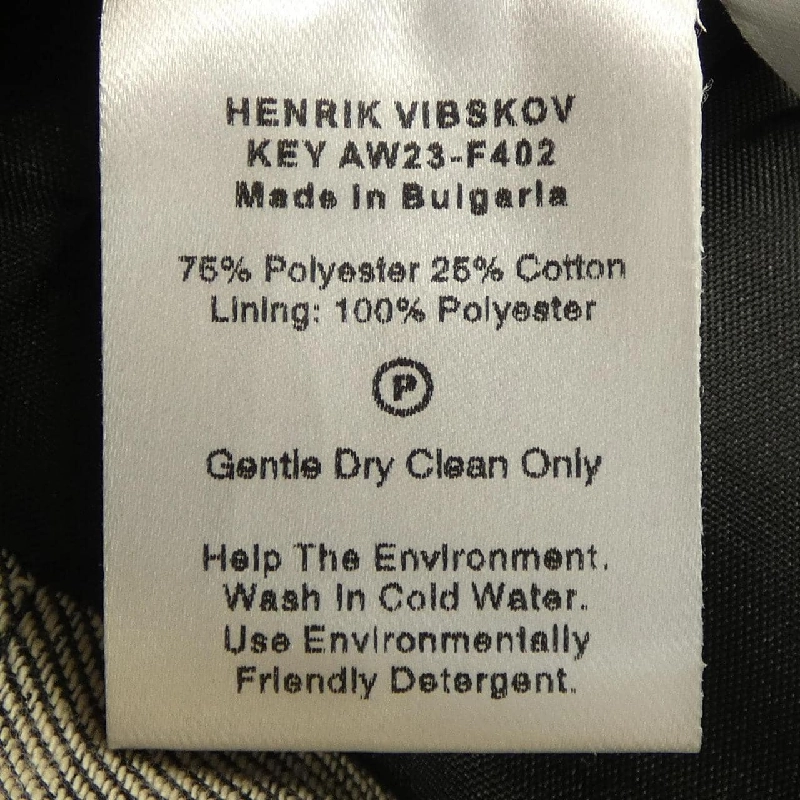 HENRIK VIBSKOV
KEY AW23-F402
Made In Bulgaria
75% Polyester 25% Cotton
Lining: 100% Polyester
P
Gentle Dry Clean Only
Help The Environment.
Wash In Cold Water.
Use Environmentally
Friendly Detergent.